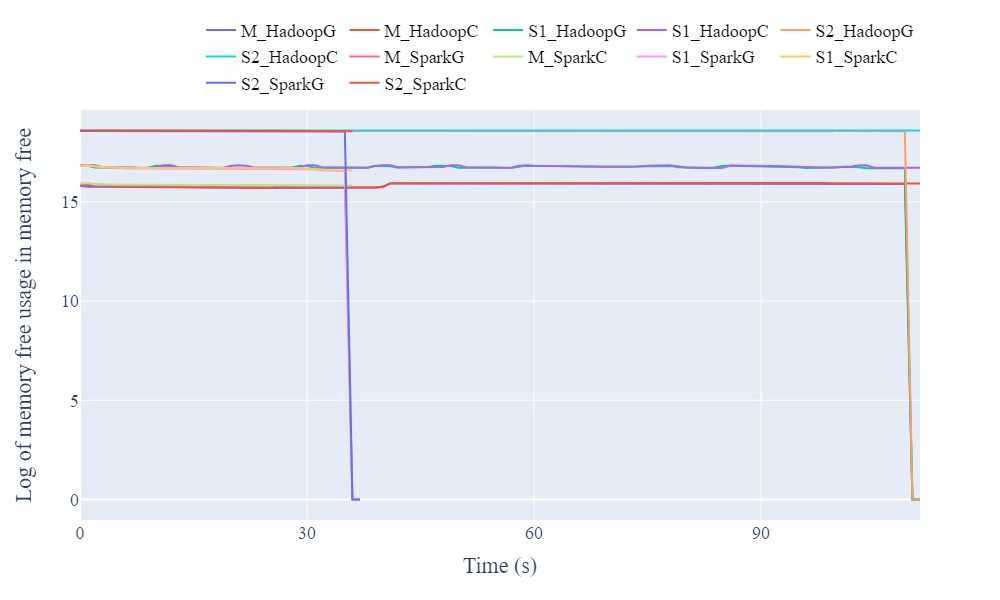 M_HadoopG M_HadoopC S1_HadoopG S1_HadoopC S2_HadoopG
S2_HadoopC M_SparkG M_SparkC S1_SparkG S1_SparkC
S2_SparkG S2_SparkC
Log of memory free usage in memory free
15
10
5
0
0 30 60 90
Time (s)